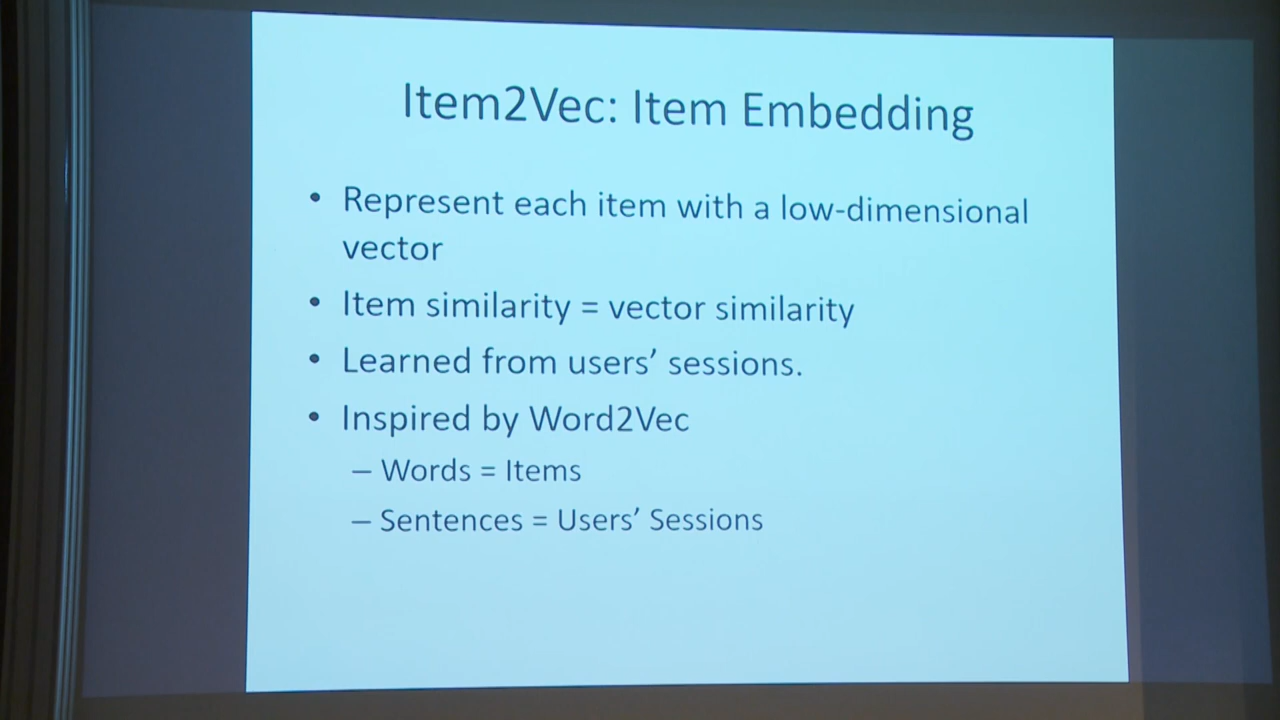 Item2Vec: Item Embedding
• Represent each item with a low-dimensional
vector
• Item similarity = vector similarity
• Learned from users’ sessions.
• Inspired by Word2Vec
– Words = Items
– Sentences = Users’ Sessions